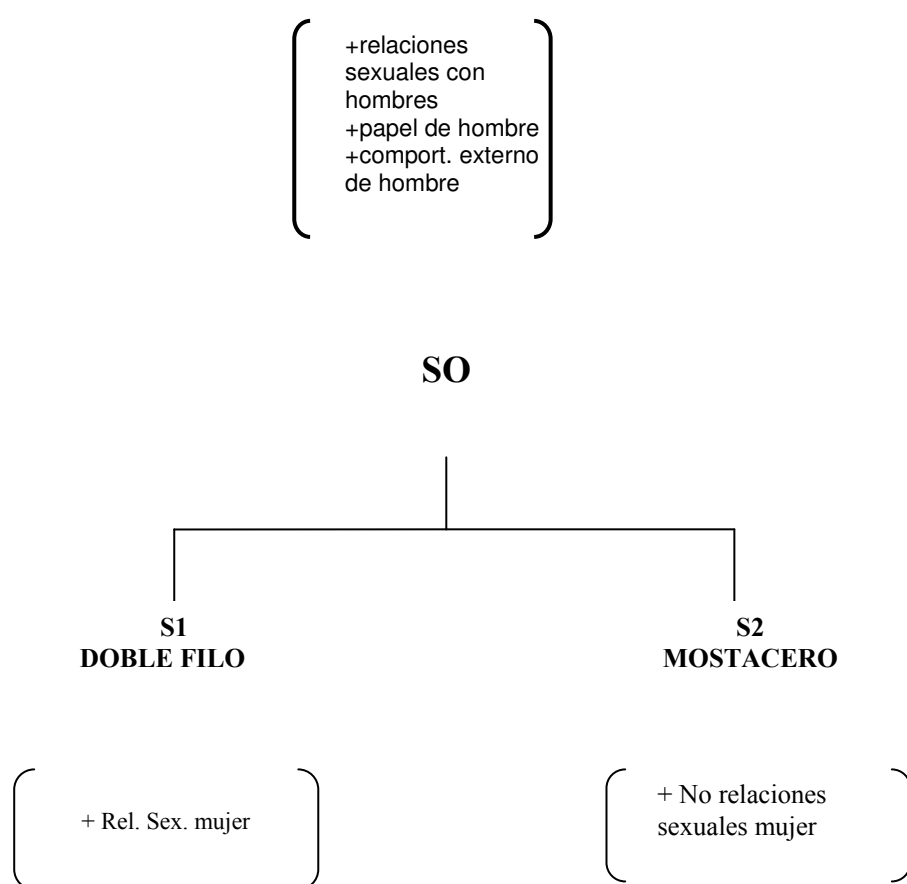 +relaciones
sexuales con
hombres
+papel de hombre
+comport. externo
de hombre
SO
S1
DOBLE FILO
S2
MOSTACERO
+ Rel. Sex. mujer
+ No relaciones
sexuales mujer